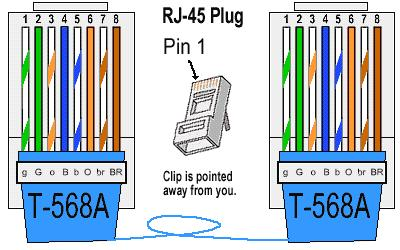 1 2 3 4 5 6 7 8
RJ-45 Plug
Pin 1
1 2 3 4 5 6 7 8
Clip is pointed
away from you.
g G o B b O br BR
T-568A
g G o B b O br BR
T-568A